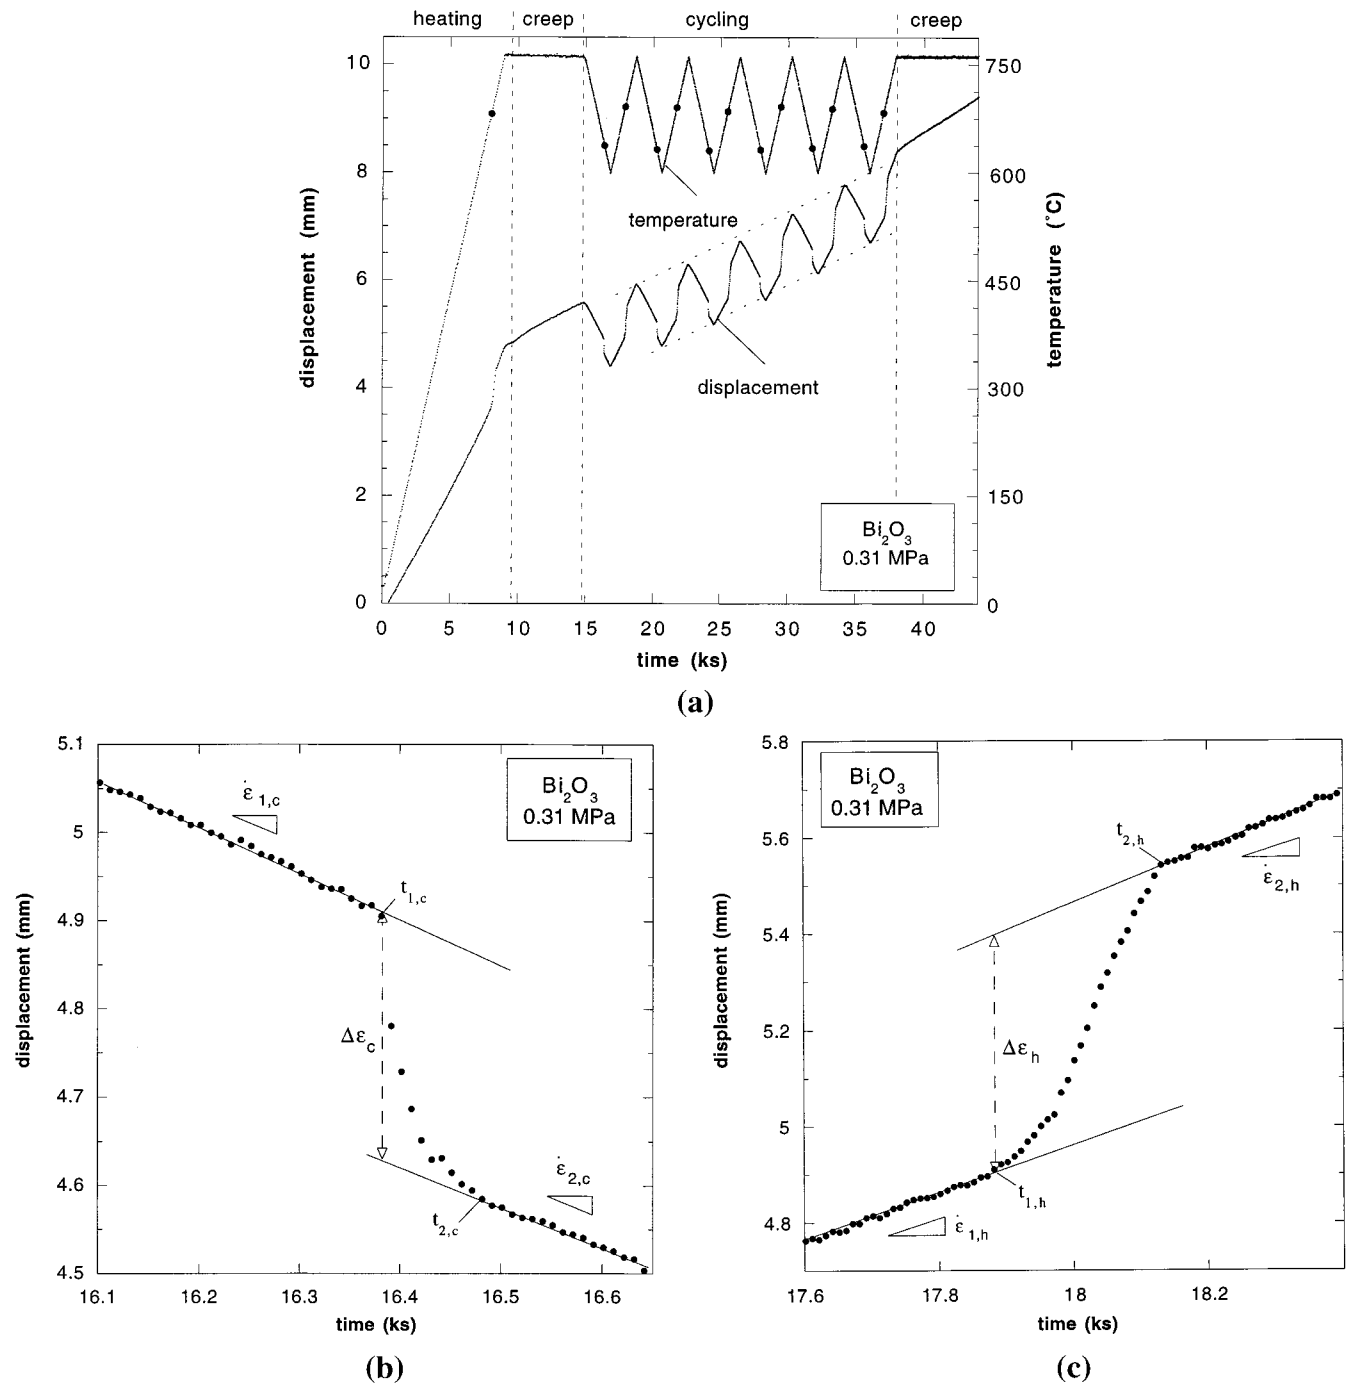 heating creep cycling creep
10
8
6
4
2
0
displacement (mm)
750
600
450
300
150
0
temperature (˚C)
temperature
displacement
Bi2O3
0.31 MPa
0 5 10 15 20 25 30 35 40
time (ks)
(a)
5.1
5
4.9
4.8
4.7
4.6
4.5
displacement (mm)
ε̇1,c
Bi2O3
0.31 MPa
t1,c
Δεc
ε̇2,c
t2,c
16.1 16.2 16.3 16.4 16.5 16.6
time (ks)
(b)
5.8
5.6
5.4
5.2
5
4.8
displacement (mm)
Bi2O3
0.31 MPa
t2,h
ε̇2,h
Δεh
t1,h
ε̇1,h
17.6 17.8 18 18.2
time (ks)
(c)